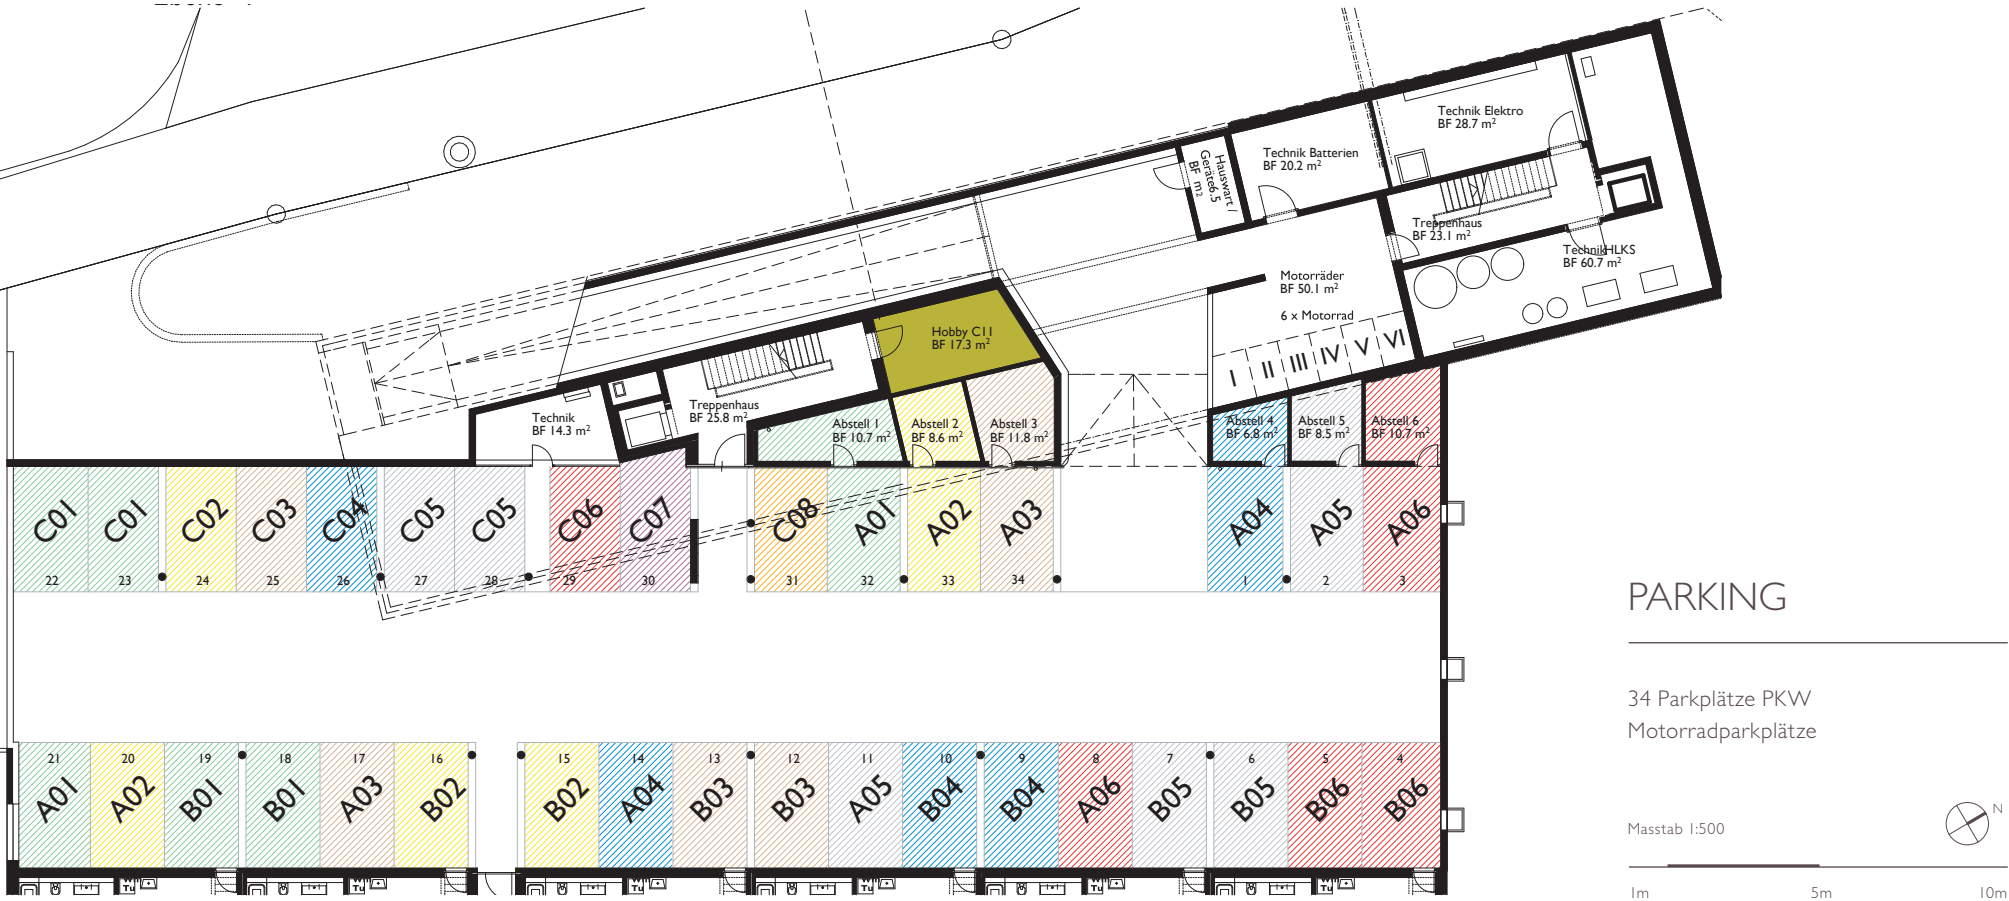 Technik Elektro
BF 28.7 m²
Technik Batterien
BF 20.2 m²
Hauswart /
Geräte6.5
BF m²
Treppenhaus
BF 23.1 m²
TechnikHLKS
BF 60.7 m²
Motorräder
BF 50.1 m²
6 x Motorrad
I II III IV V VI
Hobby C11
BF 17.3 m²
Technik
BF 14.3 m²
Treppenhaus
BF 25.8 m²
Abstell 1
BF 10.7 m²
Abstell 2
BF 8.6 m²
Abstell 3
BF 11.8 m²
Abstell 4
BF 6.8 m²
Abstell 5
BF 8.5 m²
Abstell 6
BF 10.7 m²
C01 C01 C02 C03 C04 C05 C05 C06 C07 C08 A01 A02 A03 A04 A05 A06
22 23 24 25 26 27 28 29 30 31 32 33 34 1 2 3
21 20 19 18 17 16 15 14 13 12 11 10 9 8 7 6 5 4
A01 A02 B01 B01 A03 B02 B02 A04 B03 B03 A05 B04 B04 A06 B05 B05 B06 B06
PARKING
34 Parkplätze PKW
Motorradparkplätze
Masstab 1:500
N
1m 5m 10m